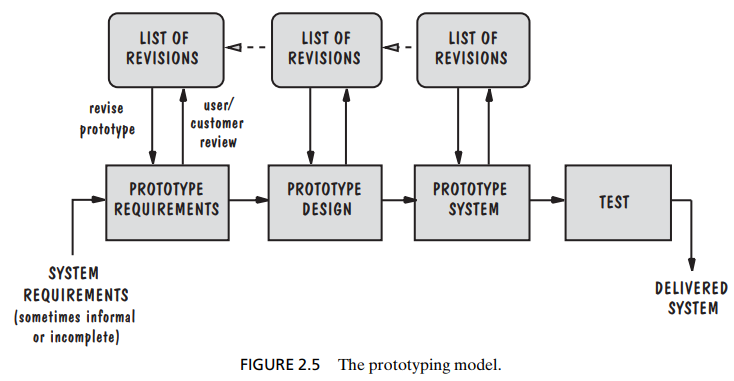 LIST OF
REVISIONS
LIST OF
REVISIONS
LIST OF
REVISIONS
revise
prototype
user/
customer
review
PROTOTYPE
REQUIREMENTS
PROTOTYPE
DESIGN
PROTOTYPE
SYSTEM
TEST
SYSTEM
REQUIREMENTS
(sometimes informal
or incomplete)
DELIVERED
SYSTEM
FIGURE 2.5 The prototyping model.